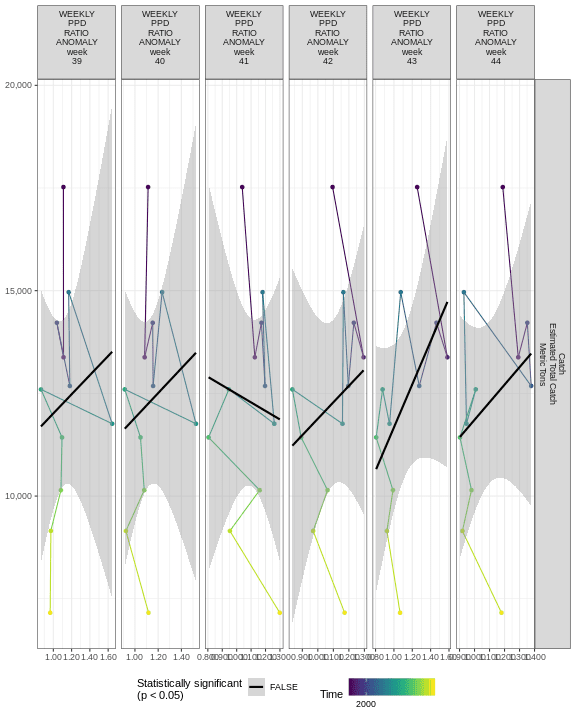 WEEKLY
PPD
RATIO
ANOMALY
week
39
WEEKLY
PPD
RATIO
ANOMALY
week
40
WEEKLY
PPD
RATIO
ANOMALY
week
41
WEEKLY
PPD
RATIO
ANOMALY
week
42
WEEKLY
PPD
RATIO
ANOMALY
week
43
WEEKLY
PPD
RATIO
ANOMALY
week
44
20,000
15,000
10,000
Catch
Estimated Total Catch
Metric Tons
1.00 1.20 1.40 1.60
1.00 1.20 1.40
Statistically significant
(p < 0.05)
FALSE
Time
2000